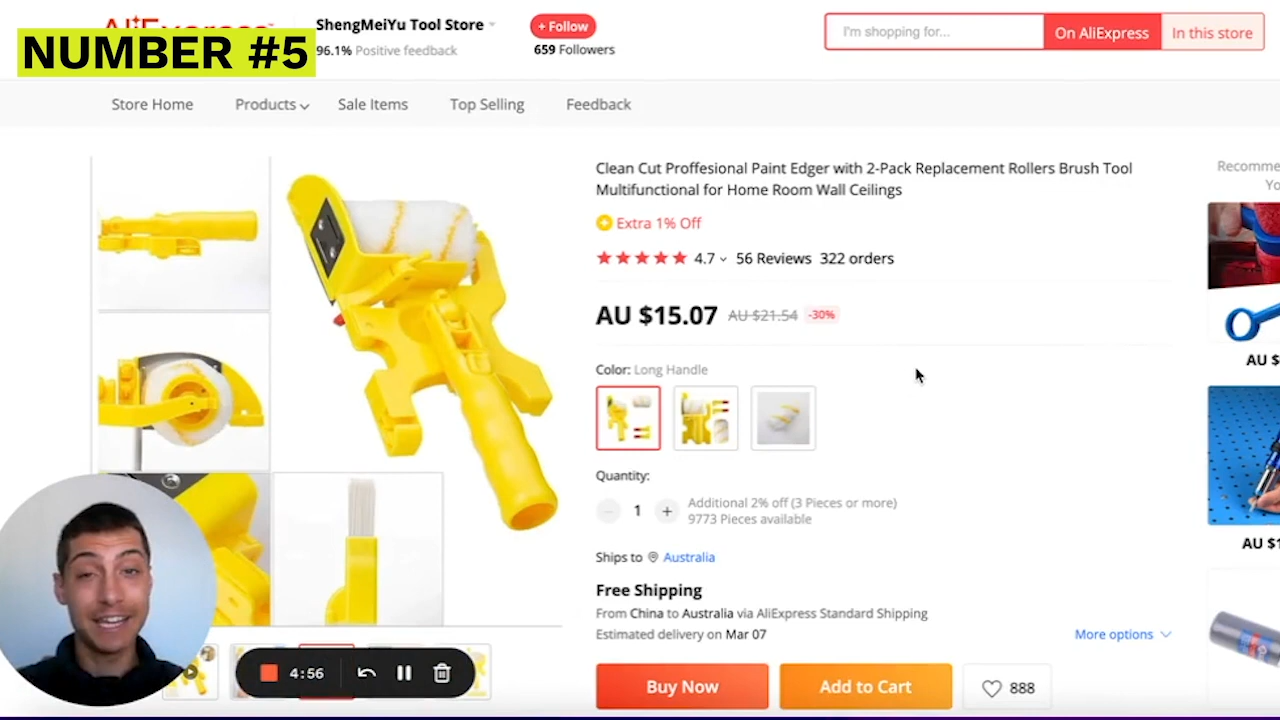 AliExpress
ShengMeiYu Tool Store
+ Follow
I'm shopping for...
On AliExpress
In this store
NUMBER #5
96.1% Positive feedback
659 Followers
Store Home
Products
Sale Items
Top Selling
Feedback
Clean Cut Proffesional Paint Edger with 2-Pack Replacement Rollers Brush Tool
Multifunctional for Home Room Wall Ceilings
Recomme
Yo
Extra 1% Off
4.7
56 Reviews
322 orders
AU $15.07
AU $21.54
-30%
AU $
Color: Long Handle
Quantity:
1
Additional 2% off (3 Pieces or more)
9773 Pieces available
AU $1
Ships to
Australia
Free Shipping
From China to Australia via AliExpress Standard Shipping
Estimated delivery on Mar 07
More options
4:56
Buy Now
Add to Cart
888